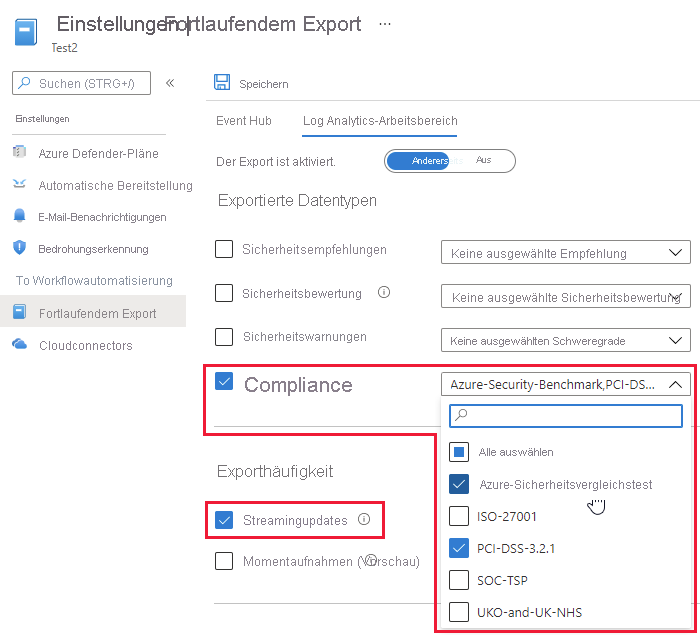 Einstellungen | Fortlaufendem Export ...
Test2
Suchen (STRG+/) «
Einstellungen
Azure Defender-Pläne
Automatische Bereitstellung
E-Mail-Benachrichtigungen
Bedrohungserkennung
To Workflowautomatisierung
Fortlaufendem Export
Cloudconnectors
Speichern
Event Hub Log Analytics-Arbeitsbereich
Der Export ist aktiviert. Anderers Aus
Exportierte Datentypen
Sicherheitsempfehlungen Keine ausgewählte Empfehlung
Sicherheitsbewertung Keine ausgewählte Sicherheitsbewertung
Sicherheitswarnungen Keine ausgewählten Schweregrade
Compliance Azure-Security-Benchmark,PCI-DS...
Alle auswählen
Azure-Sicherheitsvergleichstest
ISO-27001
PCI-DSS-3.2.1
SOC-TSP
UKO-and-UK-NHS
Exporthäufigkeit
Streamingupdates
Momentaufnahmen (Vorschau)